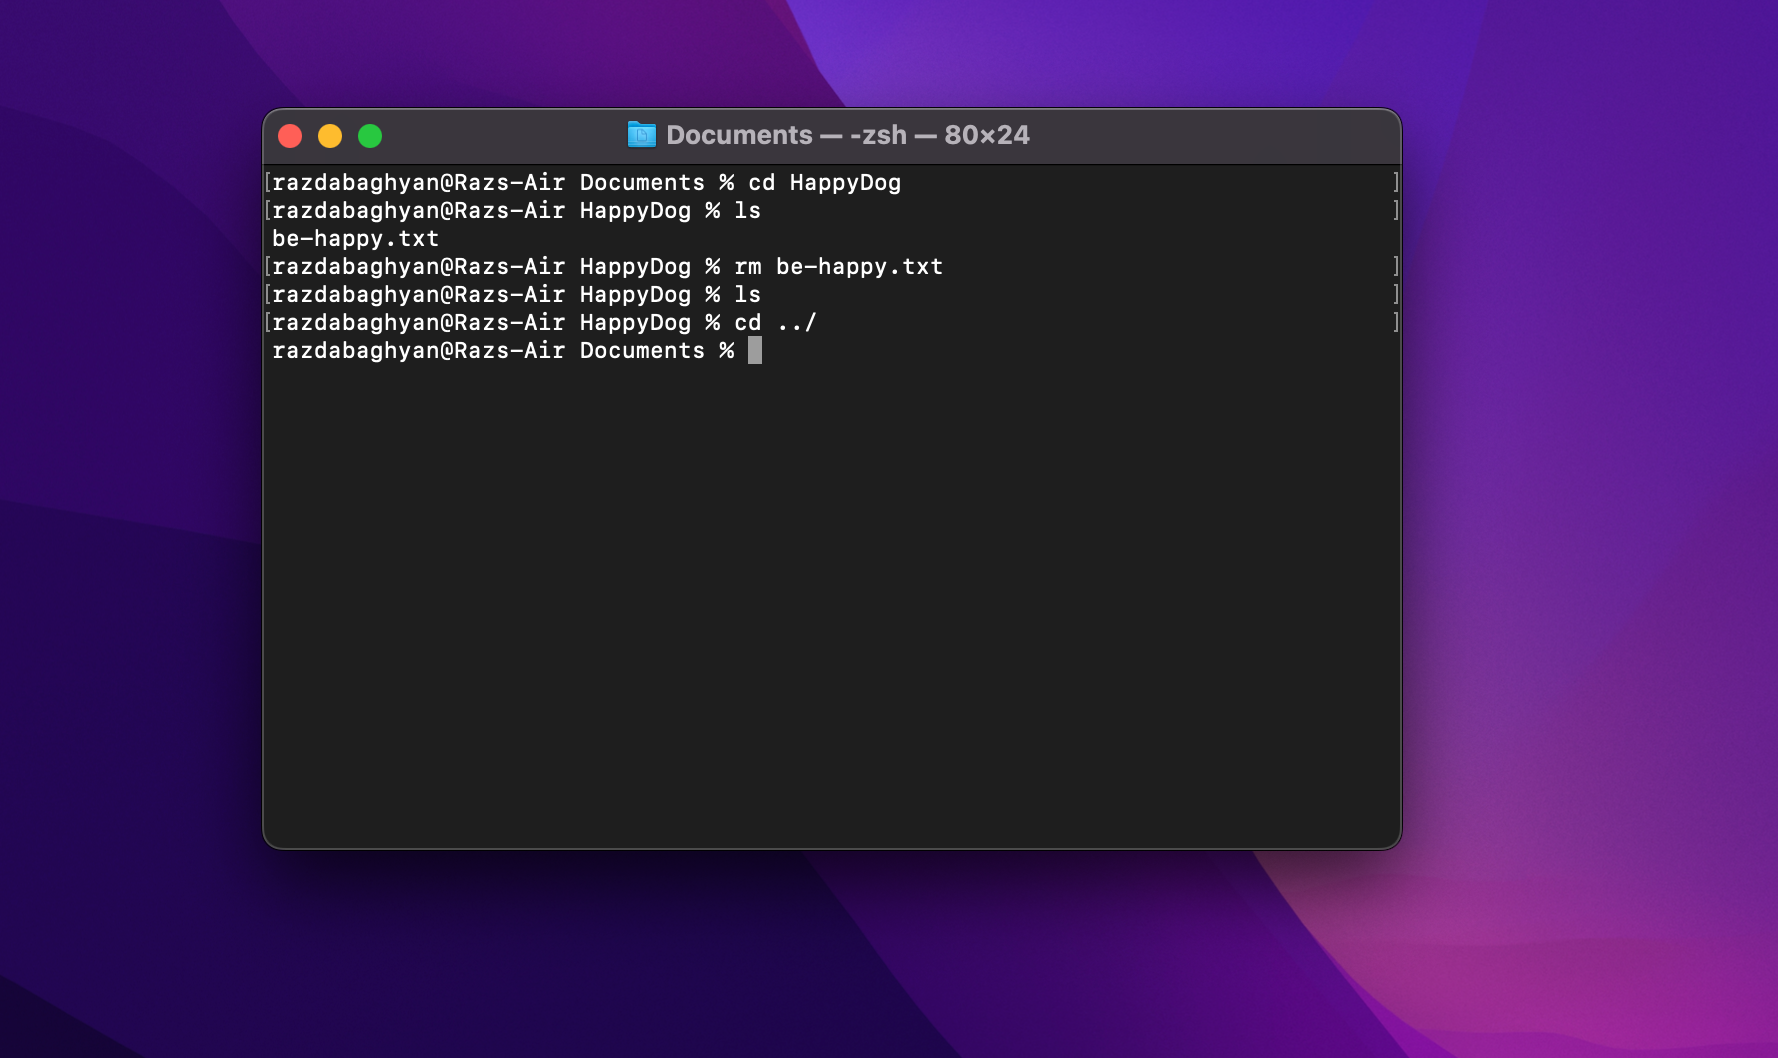 Documents — -zsh — 80×24
[razdabaghyan@Razs-Air Documents % cd HappyDog ]
[razdabaghyan@Razs-Air HappyDog % ls ]
be-happy.txt
[razdabaghyan@Razs-Air HappyDog % rm be-happy.txt ]
[razdabaghyan@Razs-Air HappyDog % ls ]
[razdabaghyan@Razs-Air HappyDog % cd ../ ]
razdabaghyan@Razs-Air Documents %